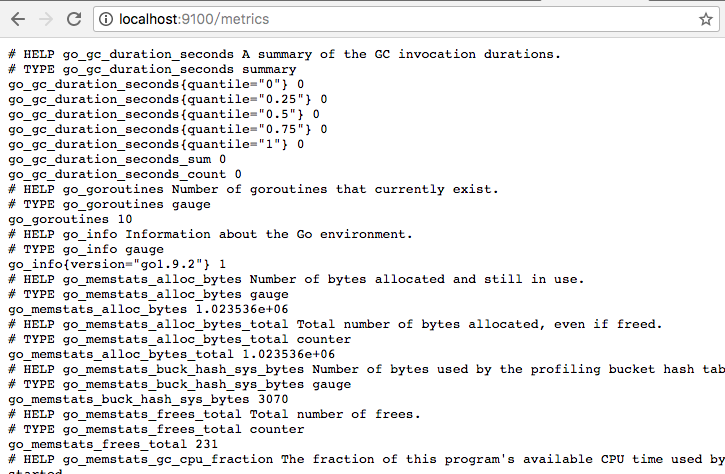 localhost:9100/metrics
# HELP go_gc_duration_seconds A summary of the GC invocation durations.
# TYPE go_gc_duration_seconds summary
go_gc_duration_seconds{quantile="0"} 0
go_gc_duration_seconds{quantile="0.25"} 0
go_gc_duration_seconds{quantile="0.5"} 0
go_gc_duration_seconds{quantile="0.75"} 0
go_gc_duration_seconds{quantile="1"} 0
go_gc_duration_seconds_sum 0
go_gc_duration_seconds_count 0
# HELP go_goroutines Number of goroutines that currently exist.
# TYPE go_goroutines gauge
go_goroutines 10
# HELP go_info Information about the Go environment.
# TYPE go_info gauge
go_info{version="go1.9.2"} 1
# HELP go_memstats_alloc_bytes Number of bytes allocated and still in use.
# TYPE go_memstats_alloc_bytes gauge
go_memstats_alloc_bytes 1.023536e+06
# HELP go_memstats_alloc_bytes_total Total number of bytes allocated, even if freed.
# TYPE go_memstats_alloc_bytes_total counter
go_memstats_alloc_bytes_total 1.023536e+06
# HELP go_memstats_buck_hash_sys_bytes Number of bytes used by the profiling bucket hash tab
# TYPE go_memstats_buck_hash_sys_bytes gauge
go_memstats_buck_hash_sys_bytes 3070
# HELP go_memstats_frees_total Total number of frees.
# TYPE go_memstats_frees_total counter
go_memstats_frees_total 231
# HELP go_memstats_gc_cpu_fraction The fraction of this program's available CPU time used by
started